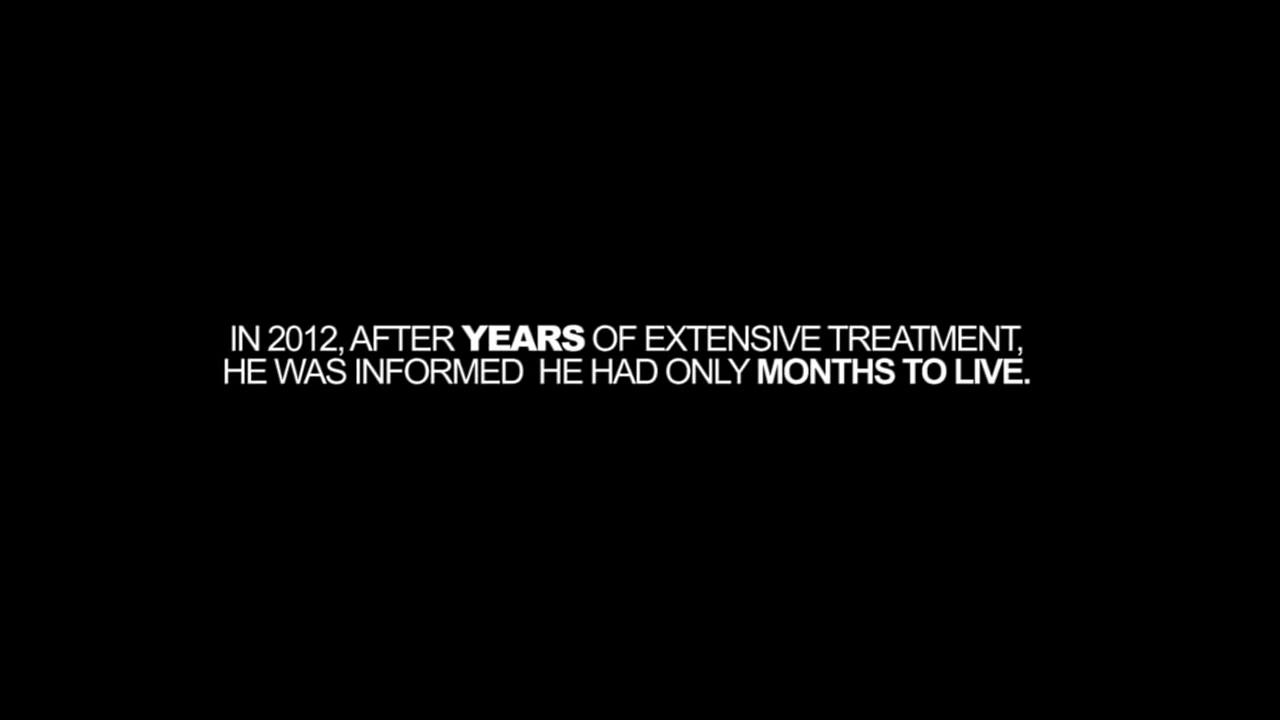 IN 2012, AFTER YEARS OF EXTENSIVE TREATMENT,
HE WAS INFORMED  HE HAD ONLY MONTHS TO LIVE.